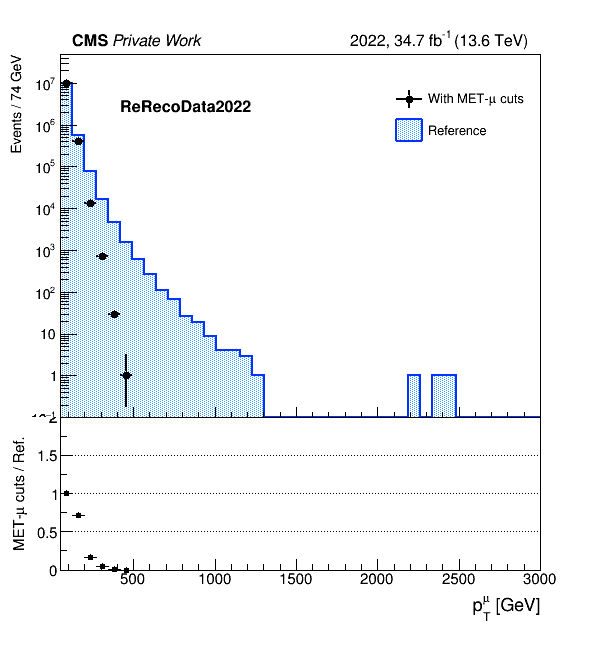 CMS Private Work 2022, 34.7 fb⁻¹ (13.6 TeV)
Events / 74 GeV
ReRecoData2022
With MET-μ cuts
Reference
10⁷
10⁶
10⁵
10⁴
10³
10²
10
1
MET-μ cuts / Ref.
2
1.5
1
0.5
0
500 1000 1500 2000 2500 3000
p_T^μ [GeV]